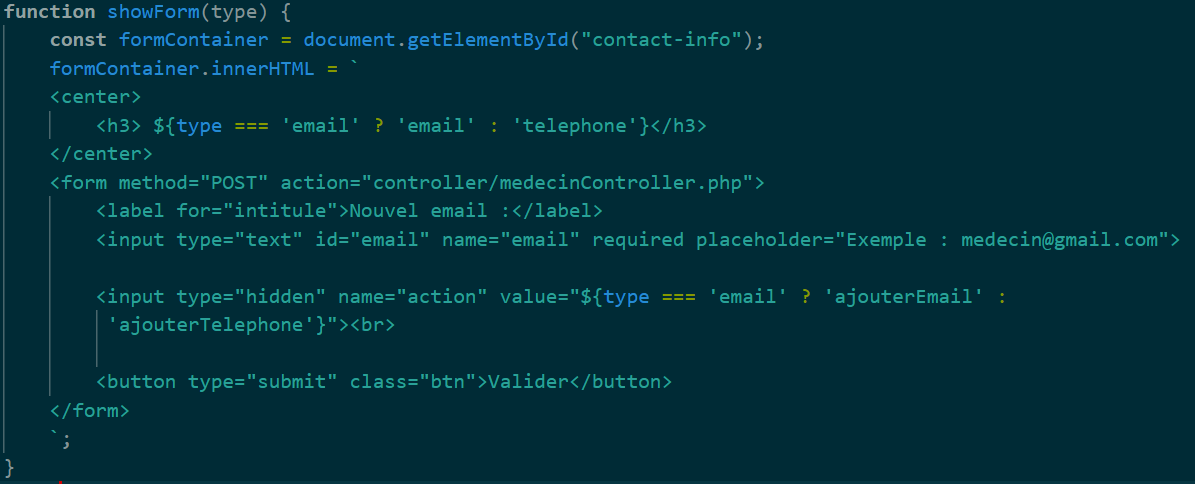 function showForm(type) {
const formContainer = document.getElementById("contact-info");
formContainer.innerHTML = `
<center>
<h3> ${type === 'email' ? 'email' : 'telephone'}</h3>
</center>
<form method="POST" action="controller/medecinController.php">
<label for="intitule">Nouvel email :</label>
<input type="text" id="email" name="email" required placeholder="Exemple : medecin@gmail.com">
<input type="hidden" name="action" value="${type === 'email' ? 'ajouterEmail' :
'ajouterTelephone'}"><br>
<button type="submit" class="btn">Valider</button>
</form>
`;
}